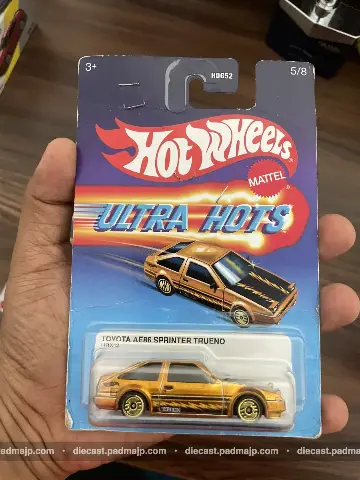 3+
HDG52
5/8
Hot Wheels
MATTEL
ULTRA HOTS
TOYOTA AE86 SPRINTER TRUENO
• diecast.padmajp.com • diecast.padmajp.com • diecast.padmajp.com